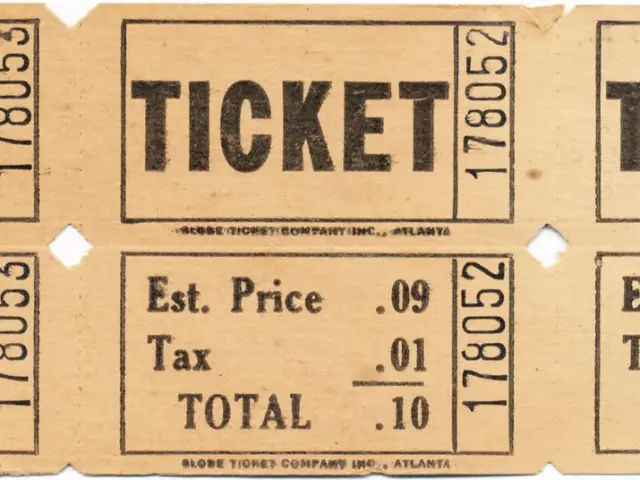 178053
TICKET
178052
T
GLOBE TICKET COMPANY INC., ATLANTA
178053
Est. Price .09
Tax .01
TOTAL .10
178052
E
T
GLOBE TICKET COMPANY INC., ATLANTA